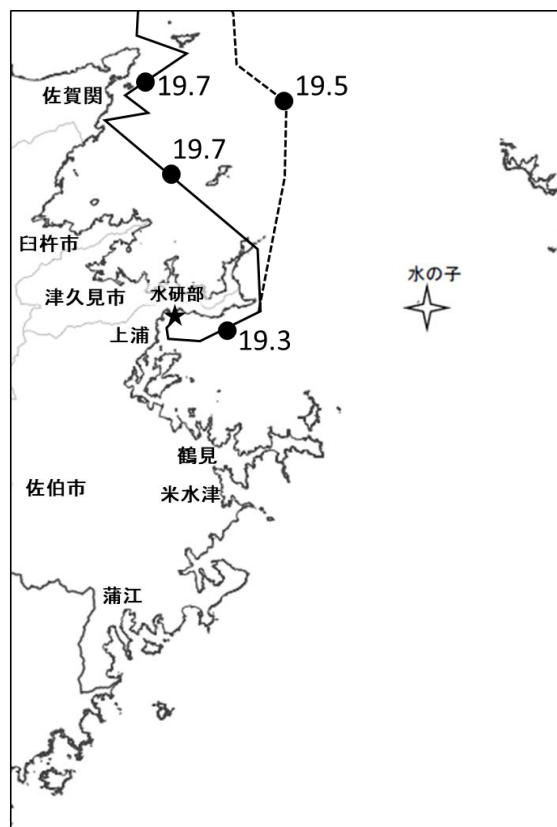 佐賀関
19.7
19.5
19.7
臼杵市
水の子
津久見市
水研部
上浦
19.3
鶴見
佐伯市
米水津
蒲江